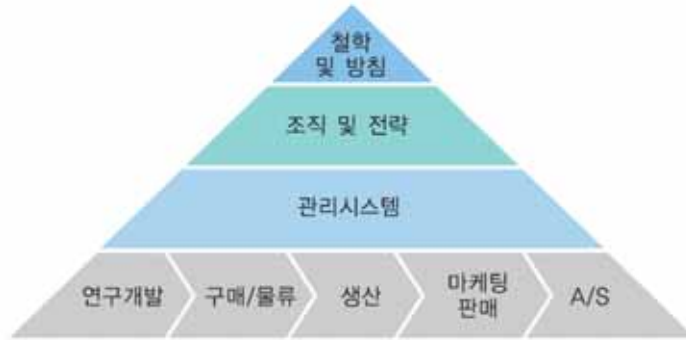 철학
및 방침
조직 및 전략
관리시스템
연구개발
구매/물류
생산
마케팅
판매
A/S